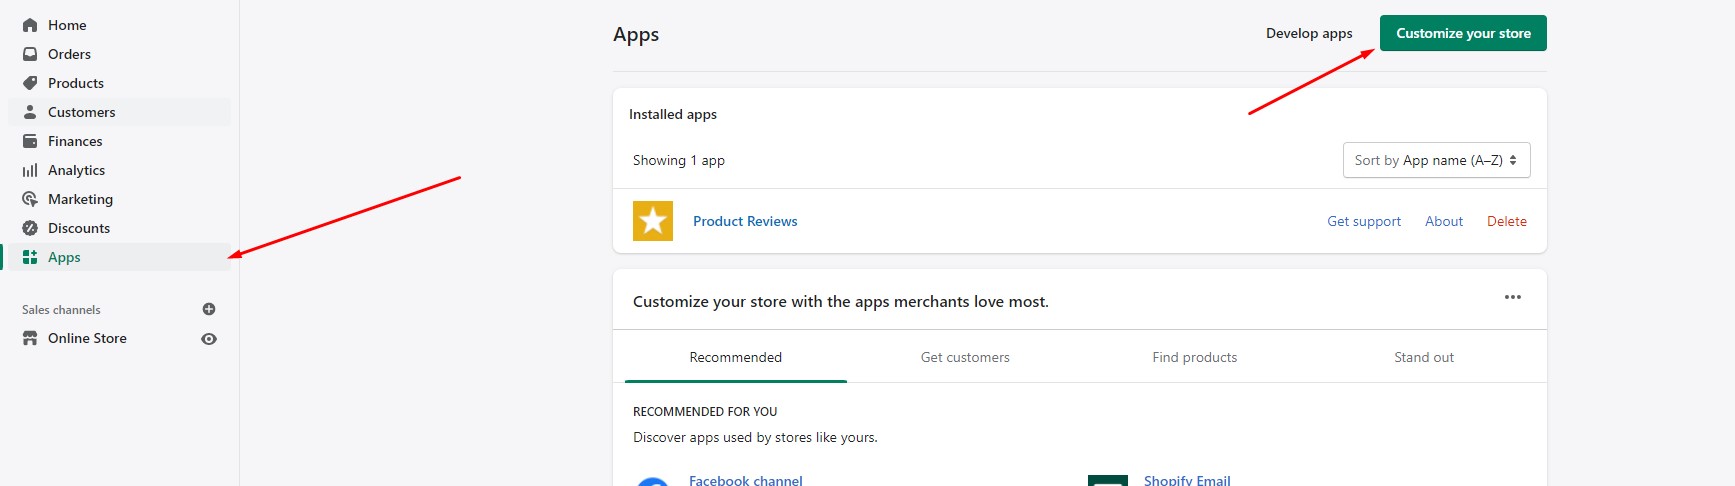 Home
Orders
Products
Customers
Finances
Analytics
Marketing
Discounts
Apps
Sales channels
Online Store
Apps
Develop apps
Customize your store
Installed apps
Showing 1 app
Sort by App name (A–Z)
Product Reviews
Get support
About
Delete
Customize your store with the apps merchants love most.
Recommended
Get customers
Find products
Stand out
RECOMMENDED FOR YOU
Discover apps used by stores like yours.
Facebook channel
Shopify Email